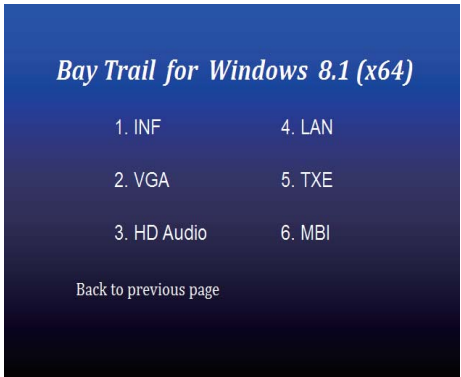 Bay Trail for Windows 8.1 (x64)
1. INF
2. VGA
3. HD Audio
4. LAN
5. TXE
6. MBI
Back to previous page